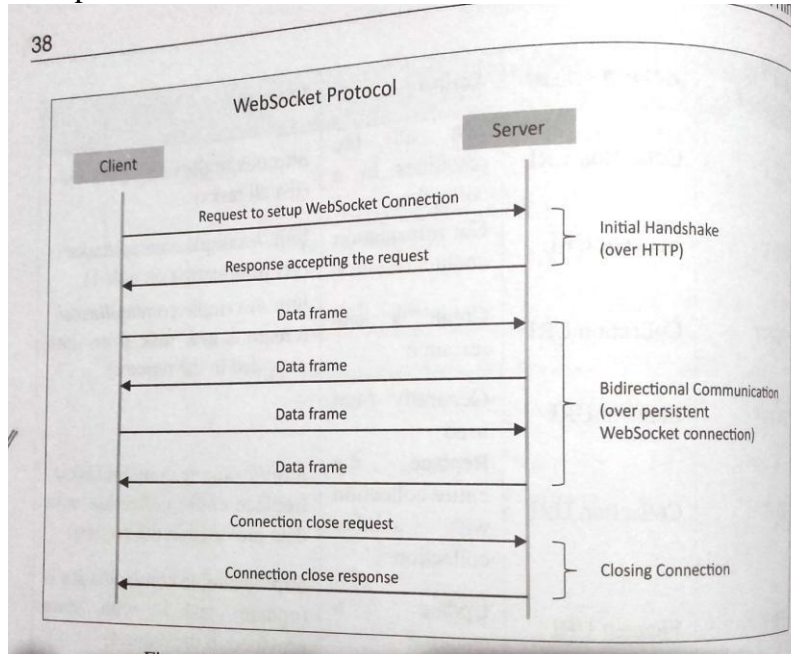 38
WebSocket Protocol
Client
Server
Request to setup WebSocket Connection
Initial Handshake
(over HTTP)
Response accepting the request
Data frame
Data frame
Bidirectional Communication
(over persistent
WebSocket connection)
Data frame
Data frame
Connection close request
Closing Connection
Connection close response